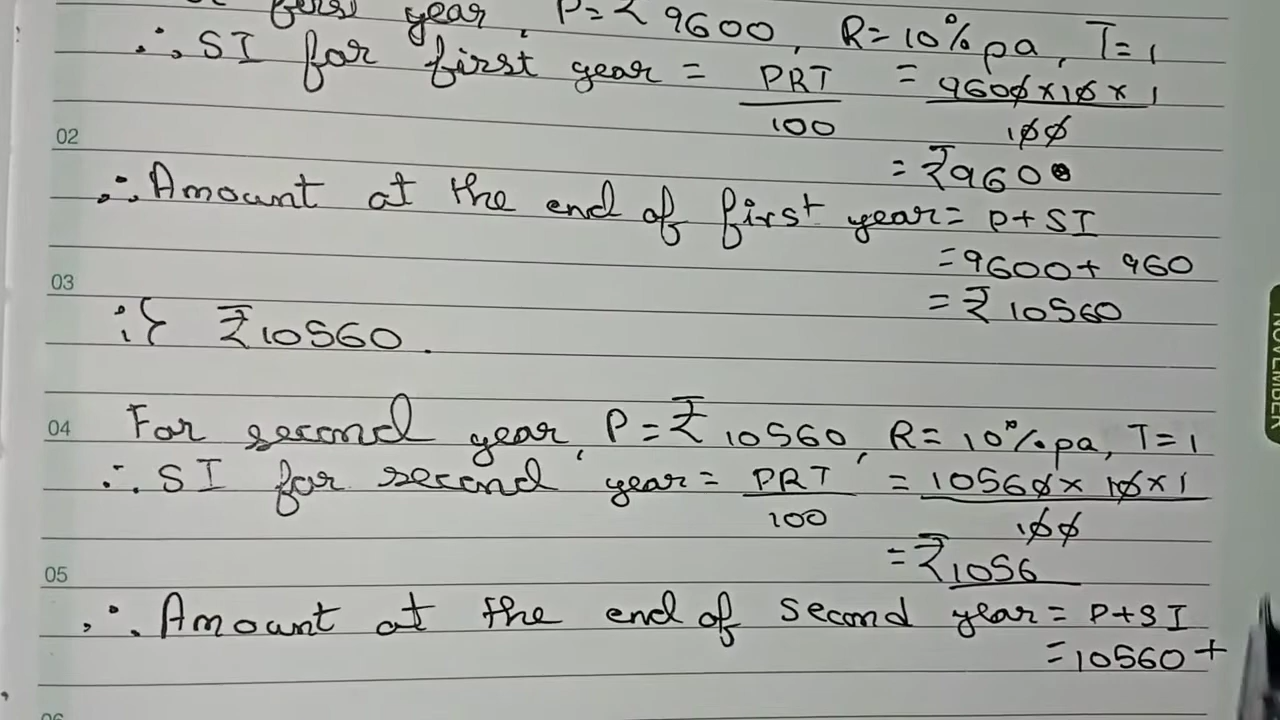 first year, P=₹ 9600, R=10% pa, T=1
∴ SI for first year = PRT/100 = 9600×10×1/100
02
=₹960
∴ Amount at the end of first year = P+SI
=9600+960
03
=₹10560
i} ₹10560.
04 For second year, P=₹10560, R=10% pa, T=1
∴ SI for second year = PRT/100 = 10560×10×1/100
=₹1056
05
∴ Amount at the end of second year = P+SI
=10560+
NOVEMBER